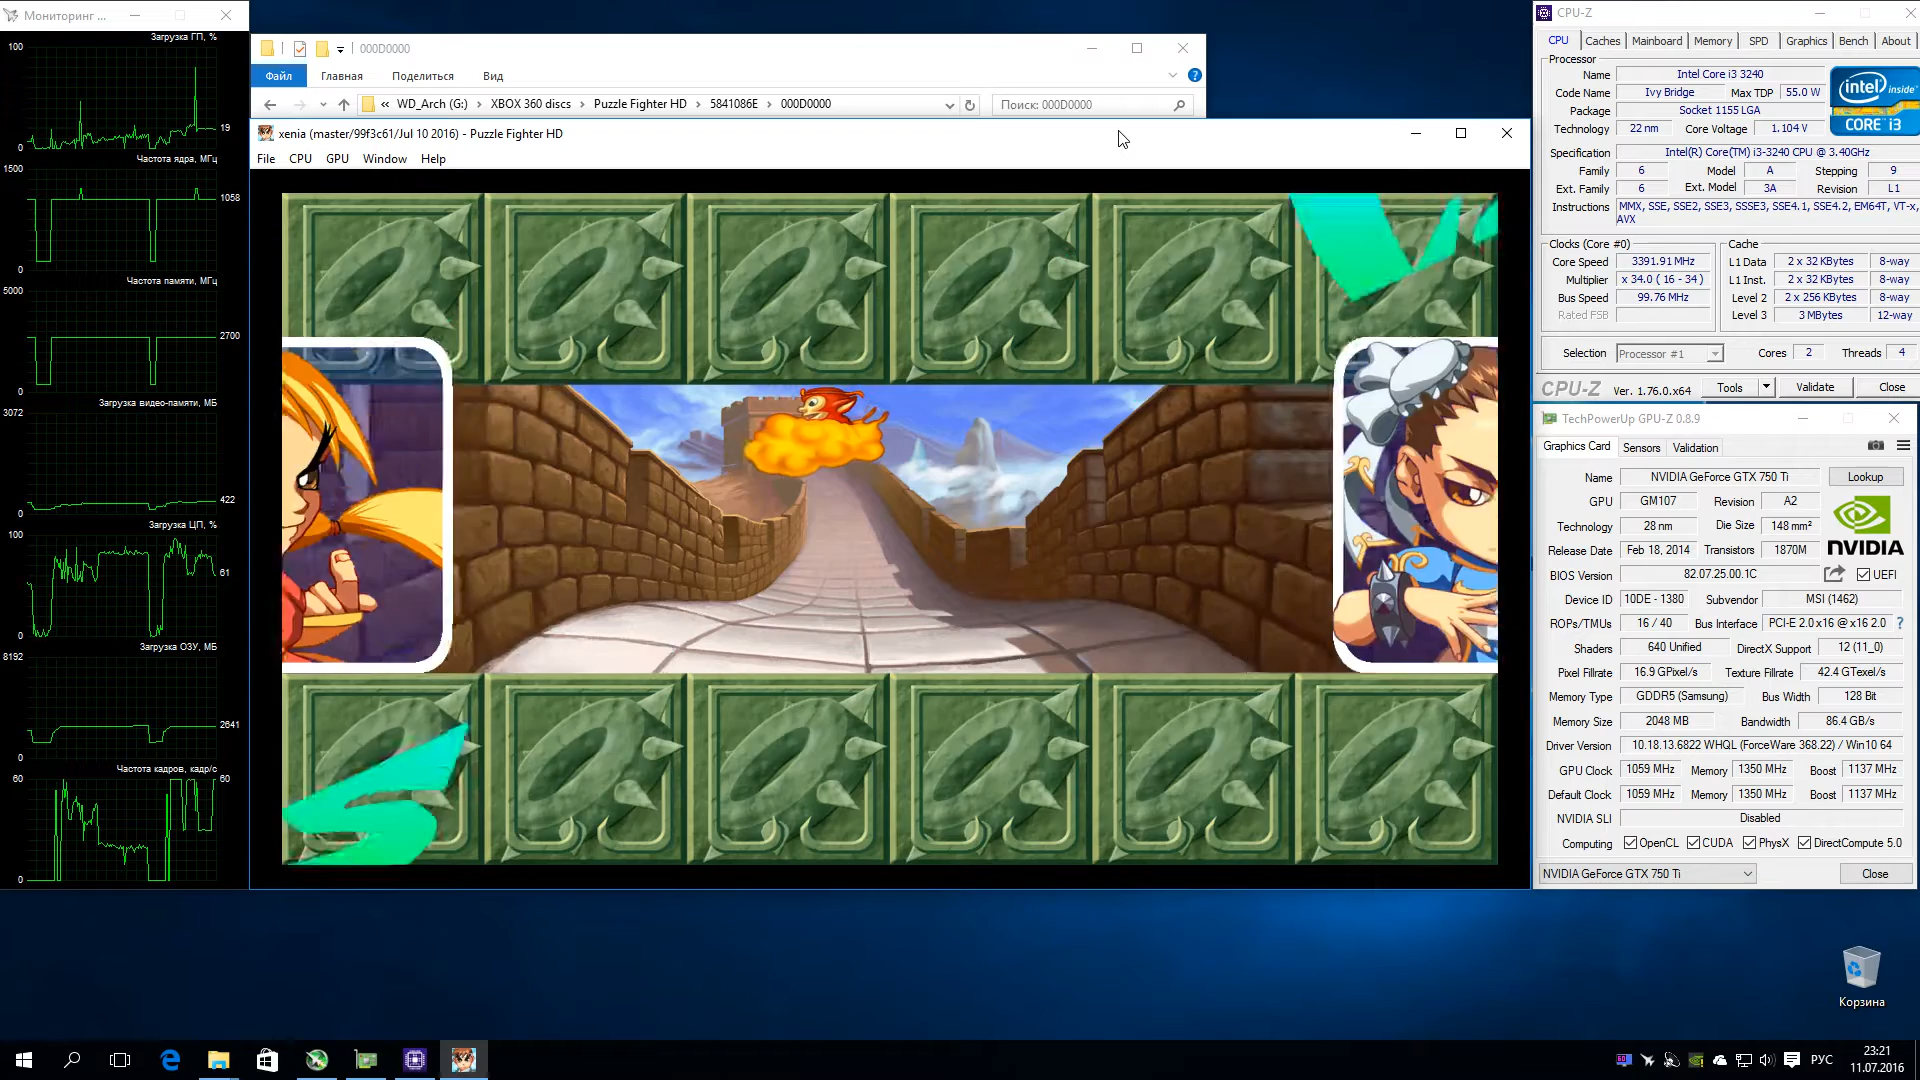 Мониторинг ...
Загрузка ГП, %
100
19
0
Частота ядра, МГц
1500
1058
0
Частота памяти, МГц
5000
2700
0
Загрузка видео-памяти, МБ
3072
422
0
Загрузка ЦП, %
100
61
0
Загрузка ОЗУ, МБ
8192
2641
0
Частота кадров, кадр/с
60 60
0
000D0000
Файл Главная Поделиться Вид
« WD_Arch (G:) › XBOX 360 discs › Puzzle Fighter HD › 5841086E › 000D0000
Поиск: 000D0000
xenia (master/99f3c61/Jul 10 2016) - Puzzle Fighter HD
File CPU GPU Window Help
CPU-Z
CPU Caches Mainboard Memory SPD Graphics Bench About
Processor
Name Intel Core i3 3240
Code Name Ivy Bridge Max TDP 55.0 W
Package Socket 1155 LGA
Technology 22 nm Core Voltage 1.104 V
intel inside™
CORE™ i3
Specification Intel(R) Core(TM) i3-3240 CPU @ 3.40GHz
Family 6 Model A Stepping 9
Ext. Family 6 Ext. Model 3A Revision L1
Instructions MMX, SSE, SSE2, SSE3, SSSE3, SSE4.1, SSE4.2, EM64T, VT-x,
AVX
Clocks (Core #0)
Core Speed 3391.91 MHz
Multiplier x 34.0 ( 16 - 34 )
Bus Speed 99.76 MHz
Rated FSB
Cache
L1 Data 2 x 32 KBytes 8-way
L1 Inst. 2 x 32 KBytes 8-way
Level 2 2 x 256 KBytes 8-way
Level 3 3 MBytes 12-way
Selection Processor #1 Cores 2 Threads 4
CPU-Z Ver. 1.76.0.x64 Tools Validate Close
TechPowerUp GPU-Z 0.8.9
Graphics Card Sensors Validation
Name NVIDIA GeForce GTX 750 Ti Lookup
GPU GM107 Revision A2
Technology 28 nm Die Size 148 mm²
Release Date Feb 18, 2014 Transistors 1870M
NVIDIA
BIOS Version 82.07.25.00.1C UEFI
Device ID 10DE - 1380 Subvendor MSI (1462)
ROPs/TMUs 16 / 40 Bus Interface PCI-E 2.0 x16 @ x16 2.0 ?
Shaders 640 Unified DirectX Support 12 (11_0)
Pixel Fillrate 16.9 GPixel/s Texture Fillrate 42.4 GTexel/s
Memory Type GDDR5 (Samsung) Bus Width 128 Bit
Memory Size 2048 MB Bandwidth 86.4 GB/s
Driver Version 10.18.13.6822 WHQL (ForceWare 368.22) / Win10 64
GPU Clock 1059 MHz Memory 1350 MHz Boost 1137 MHz
Default Clock 1059 MHz Memory 1350 MHz Boost 1137 MHz
NVIDIA SLI Disabled
Computing OpenCL CUDA PhysX DirectCompute 5.0
NVIDIA GeForce GTX 750 Ti Close
Корзина
60 РУС 23:21
11.07.2016